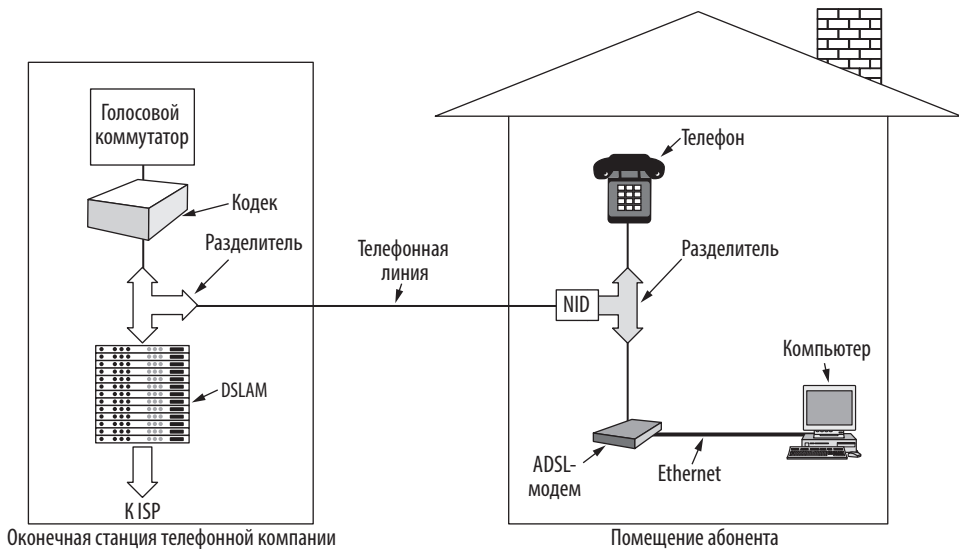 Голосовой
коммутатор
Кодек
Разделитель
DSLAM
К ISP
Оконечная станция телефонной компании
Телефонная
линия
NID
Телефон
Разделитель
Компьютер
ADSL-
модем
Ethernet
Помещение абонента